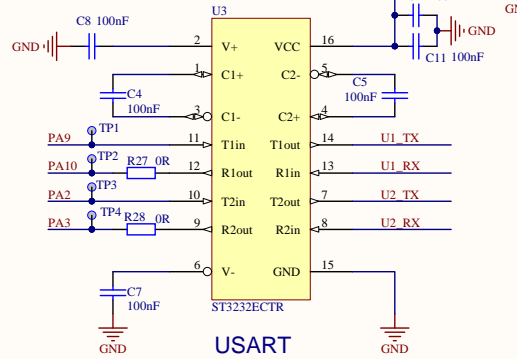 U3
C8 100nF
GND
2
V+
VCC
16
GND
GND
C11 100nF
1
C1+
C2-
5
C4
100nF
C5
100nF
3
C1-
C2+
4
TP1
PA9
11
T1in
T1out
14
U1_TX
TP2
PA10
R27 0R
12
R1out
R1in
13
U1_RX
TP3
PA2
10
T2in
T2out
7
U2_TX
TP4
PA3
R28 0R
9
R2out
R2in
8
U2_RX
6
V-
GND
15
C7
100nF
ST3232ECTR
GND
USART
GND